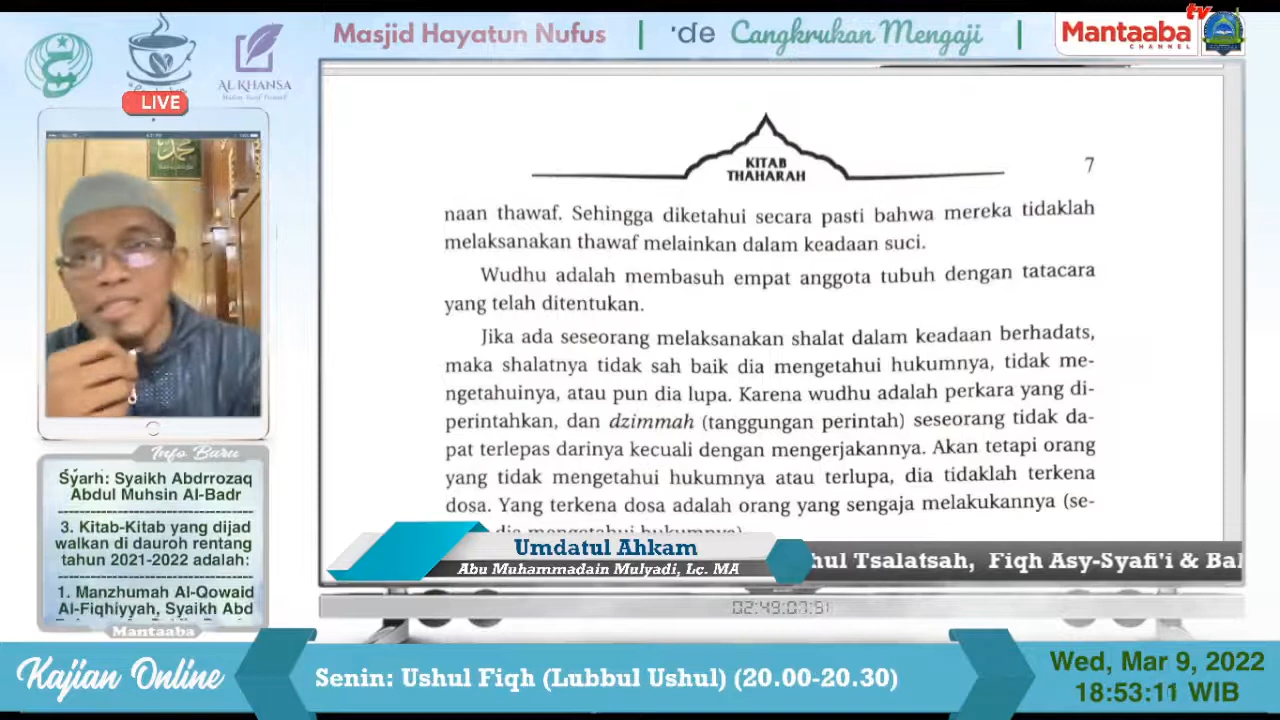 Masjid Hayatun Nufus | 'de Cangkrukan Mengaji |
Mantaaba tv
CHANNEL
AL KHANSA
LIVE
KITAB
THAHARAH
7
naan thawaf. Sehingga diketahui secara pasti bahwa mereka tidaklah
melaksanakan thawaf melainkan dalam keadaan suci.
Wudhu adalah membasuh empat anggota tubuh dengan tatacara
yang telah ditentukan.
Jika ada seseorang melaksanakan shalat dalam keadaan berhadats,
maka shalatnya tidak sah baik dia mengetahui hukumnya, tidak me-
ngetahuinya, atau pun dia lupa. Karena wudhu adalah perkara yang di-
perintahkan, dan dzimmah (tanggungan perintah) seseorang tidak da-
pat terlepas darinya kecuali dengan mengerjakannya. Akan tetapi orang
yang tidak mengetahui hukumnya atau terlupa, dia tidaklah terkena
dosa. Yang terkena dosa adalah orang yang sengaja melakukannya (se-
dia mengetahui hukumnya)
Info Baru
Syarh: Syaikh Abdrrozaq
Abdul Muhsin Al-Badr
3. Kitab-Kitab yang dijad
walkan di dauroh rentang
tahun 2021-2022 adalah:
1. Manzhumah Al-Qowaid
Al-Fiqhiyyah, Syaikh Abd
Mantaaba
Umdatul Ahkam
Abu Muhammadain Mulyadi, Lc. MA
hul Tsalatsah, Fiqh Asy-Syafi'i & Bal
Kajian Online
Senin: Ushul Fiqh (Lubbul Ushul) (20.00-20.30)
Wed, Mar 9, 2022
18:53:11 WIB